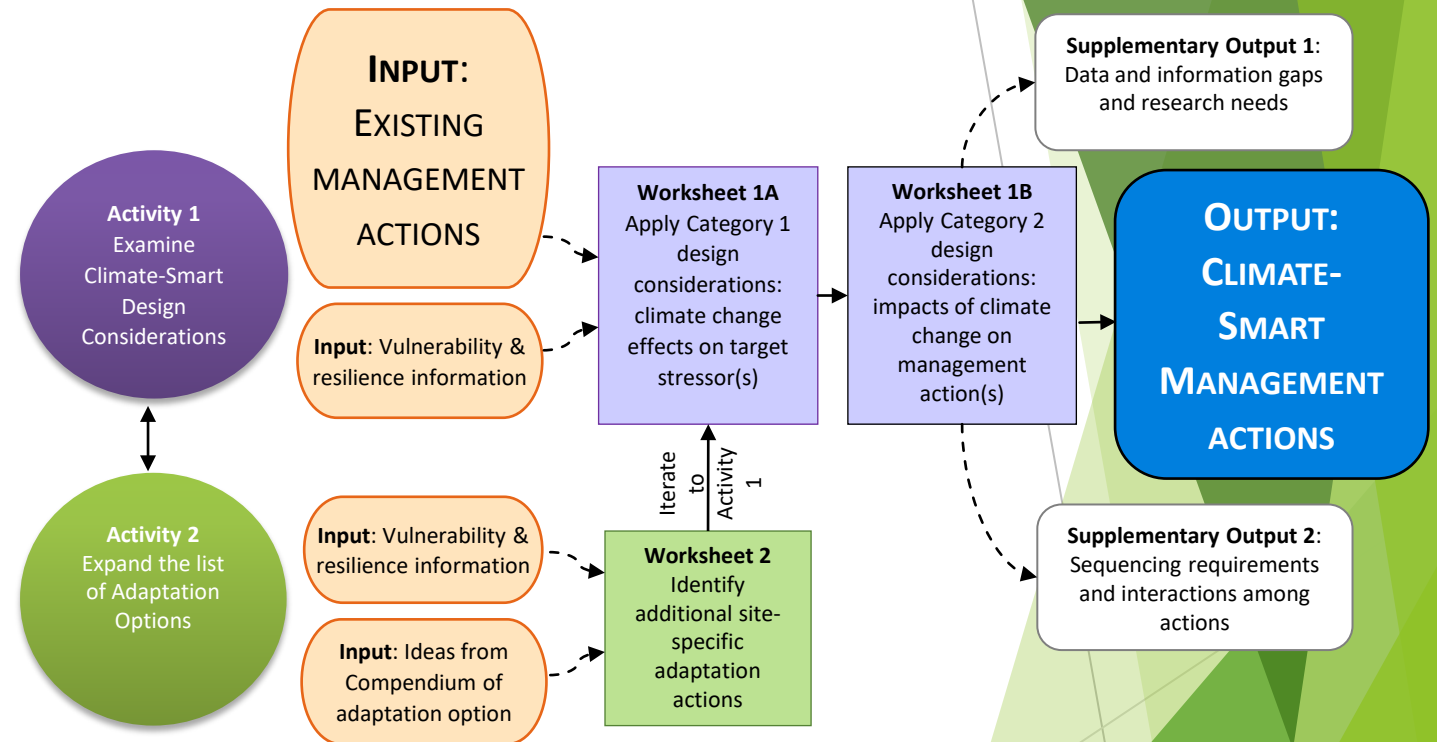 Activity 1
Examine
Climate-Smart
Design
Considerations
Activity 2
Expand the list
of Adaptation
Options
INPUT:
EXISTING
MANAGEMENT
ACTIONS
Input: Vulnerability &
resilience information
Input: Vulnerability &
resilience information
Input: Ideas from
Compendium of
adaptation option
Worksheet 1A
Apply Category 1
design
considerations:
climate change
effects on target
stressor(s)
Iterate
to
Activity
1
Worksheet 2
Identify
additional site-
specific
adaptation
actions
Worksheet 1B
Apply Category 2
design
considerations:
impacts of climate
change on
management
action(s)
Supplementary Output 1:
Data and information gaps
and research needs
OUTPUT:
CLIMATE-
SMART
MANAGEMENT
ACTIONS
Supplementary Output 2:
Sequencing requirements
and interactions among
actions